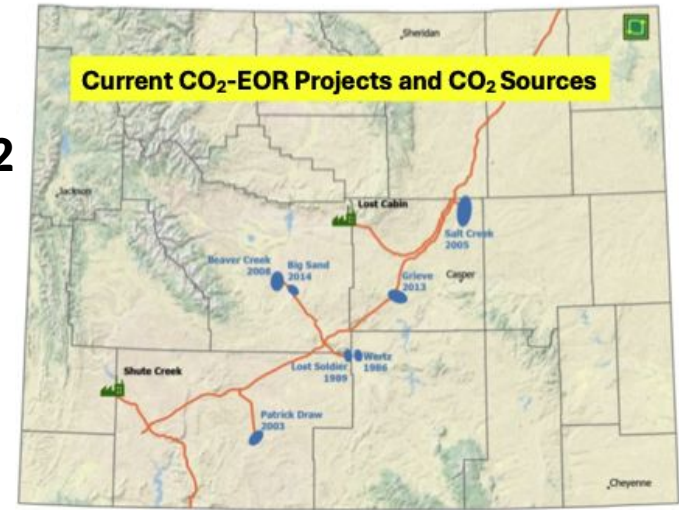 Sheridan
Current CO₂-EOR Projects and CO₂ Sources
2
Jackson
Lost Cabin
Salt Creek
2005
Beaver Creek
2008
Big Sand
2014
Grieve
2013
Casper
Lost Soldier
1989
Wertz
1986
Shute Creek
Patrick Draw
2003
Cheyenne